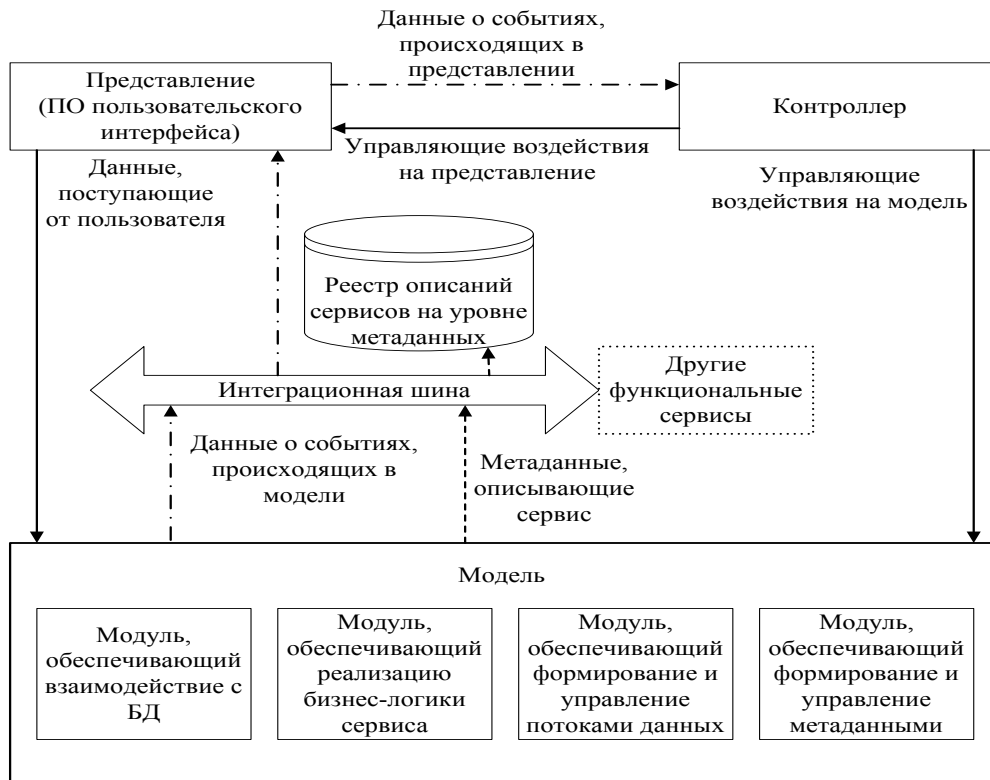 Данные о событиях,
происходящих в
представлении
Представление
(ПО пользовательского
интерфейса)
Контроллер
Управляющие воздействия
на представление
Данные,
поступающие
от пользователя
Управляющие
воздействия на модель
Реестр описаний
сервисов на уровне
метаданных
Интеграционная шина
Другие
функциональные
сервисы
Данные о событиях,
происходящих в
модели
Метаданные,
описывающие
сервис
Модель
Модуль,
обеспечивающий
взаимодействие с
БД
Модуль,
обеспечивающий
реализацию
бизнес-логики
сервиса
Модуль,
обеспечивающий
формирование и
управление
потоками данных
Модуль,
обеспечивающий
формирование и
управление
метаданными